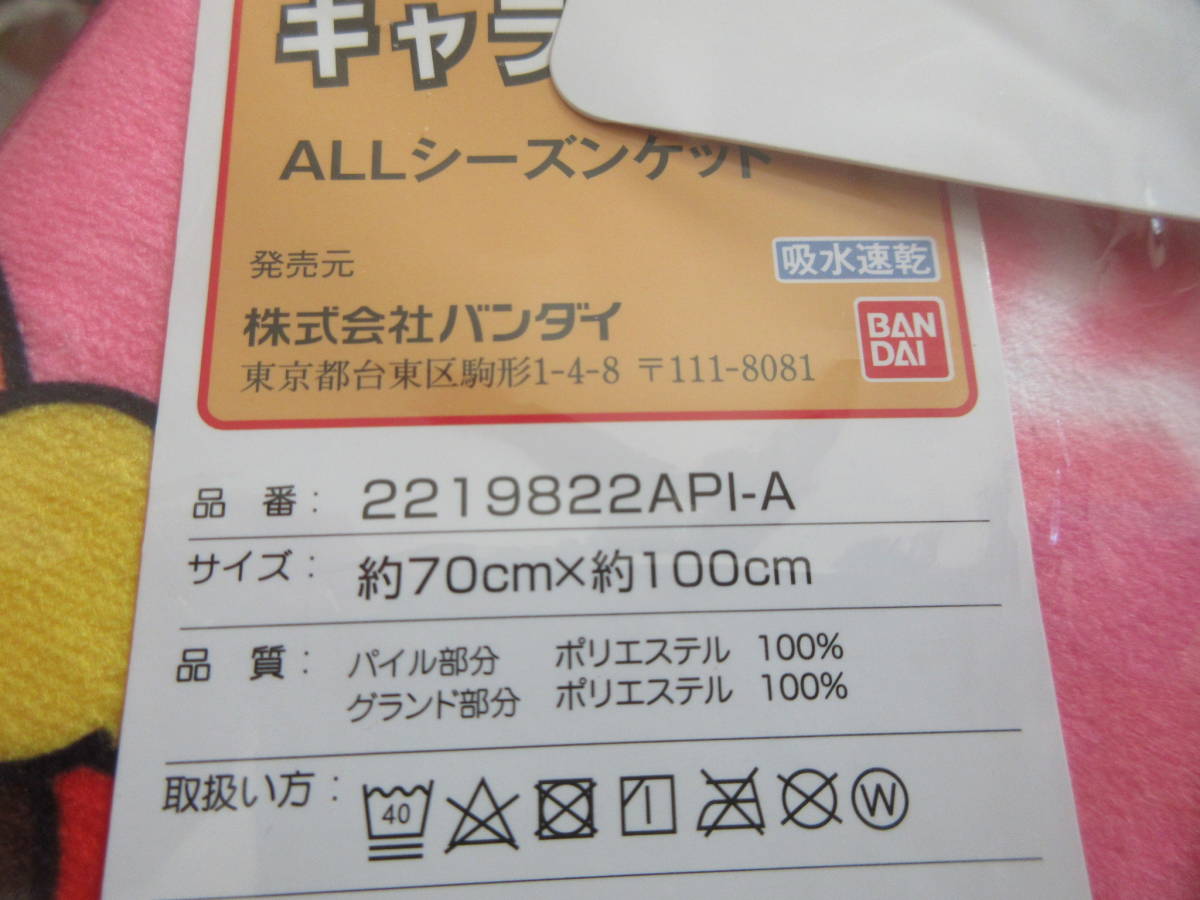 キャラ
ALLシーズンケット
発売元
吸水速乾
株式会社バンダイ
BAN
DAI
東京都台東区駒形1-4-8 〒111-8081
品 番： 2219822API-A
サイズ： 約70cm×約100cm
品 質： パイル部分 ポリエステル 100%
グランド部分 ポリエステル 100%
取扱い方：
40
W